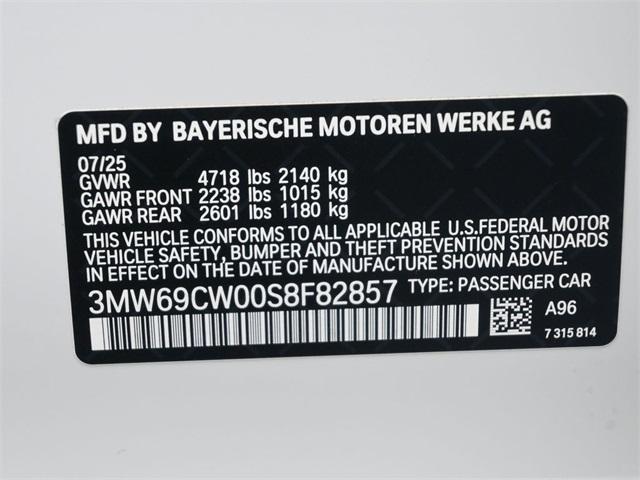 MFD BY BAYERISCHE MOTOREN WERKE AG
07/25
GVWR 4718 lbs 2140 kg
GAWR FRONT 2238 lbs 1015 kg
GAWR REAR 2601 lbs 1180 kg
THIS VEHICLE CONFORMS TO ALL APPLICABLE U.S.FEDERAL MOTOR
VEHICLE SAFETY, BUMPER AND THEFT PREVENTION STANDARDS
IN EFFECT ON THE DATE OF MANUFACTURE SHOWN ABOVE.
3MW69CW00S8F82857 TYPE: PASSENGER CAR
A96
7 315 814